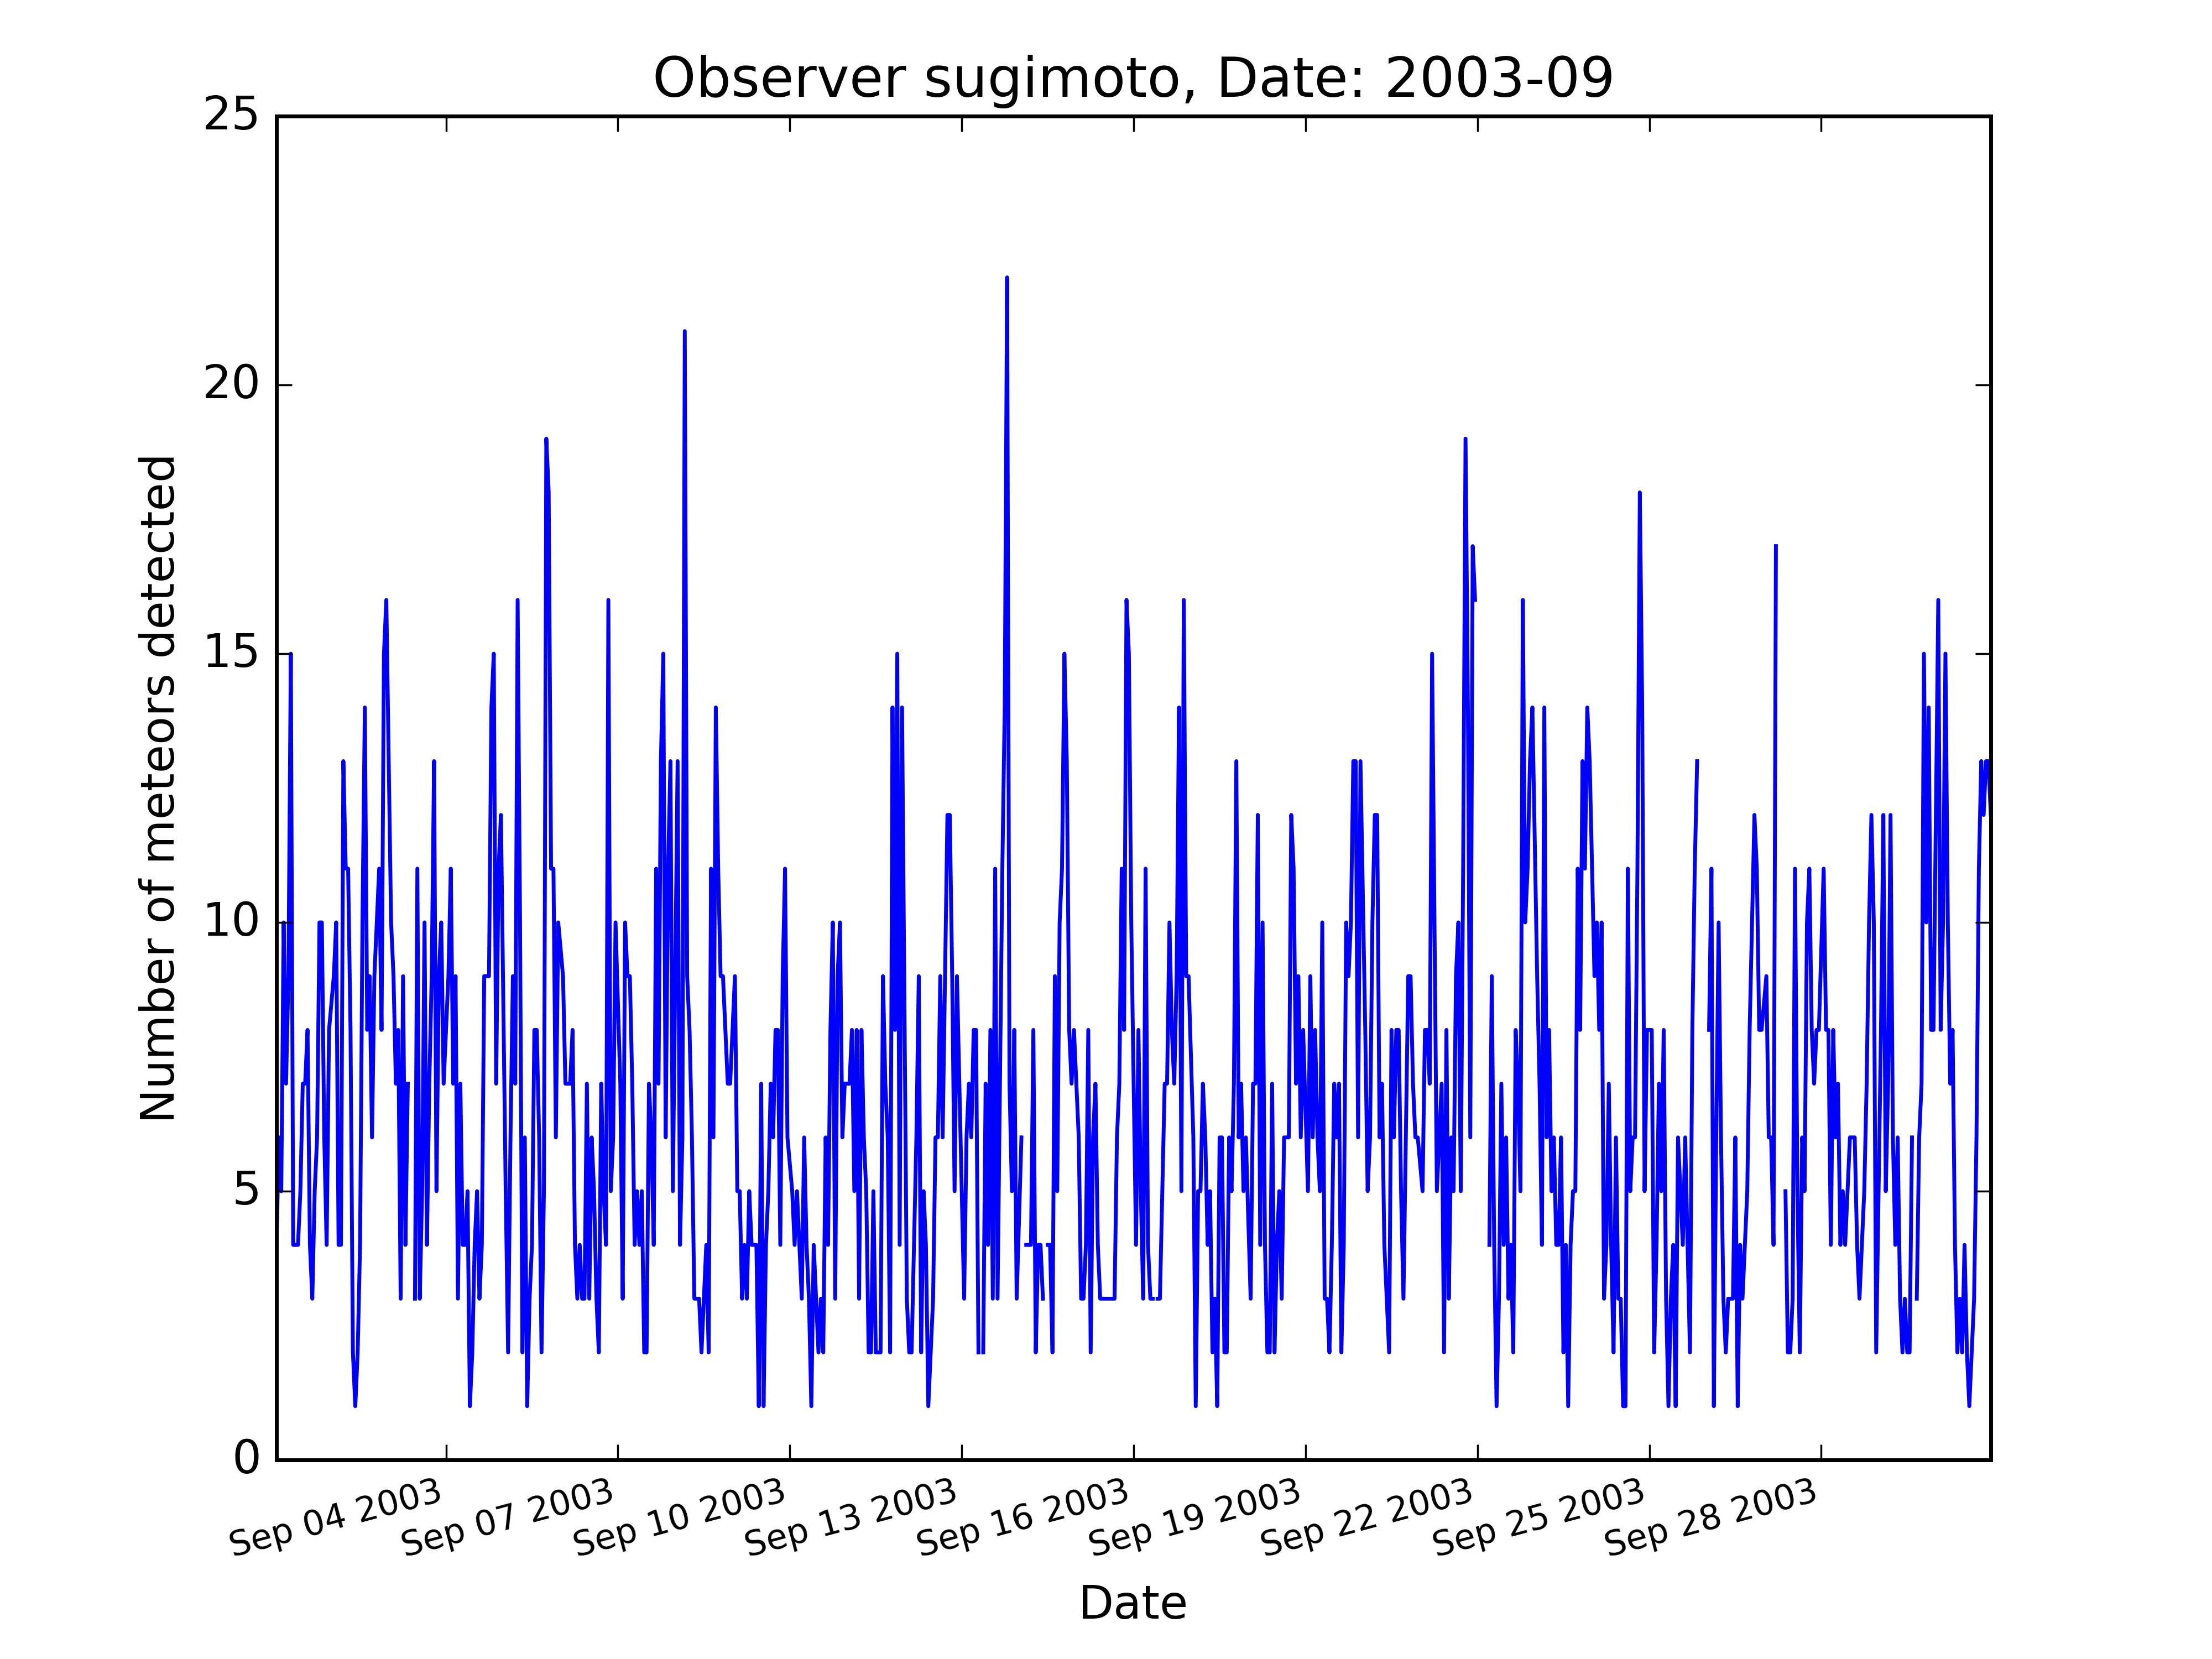 Observer sugimoto, Date: 2003-09
Number of meteors detected
25
20
15
10
5
0
Sep 04 2003
Sep 07 2003
Sep 10 2003
Sep 13 2003
Sep 16 2003
Sep 19 2003
Sep 22 2003
Sep 25 2003
Sep 28 2003
Date